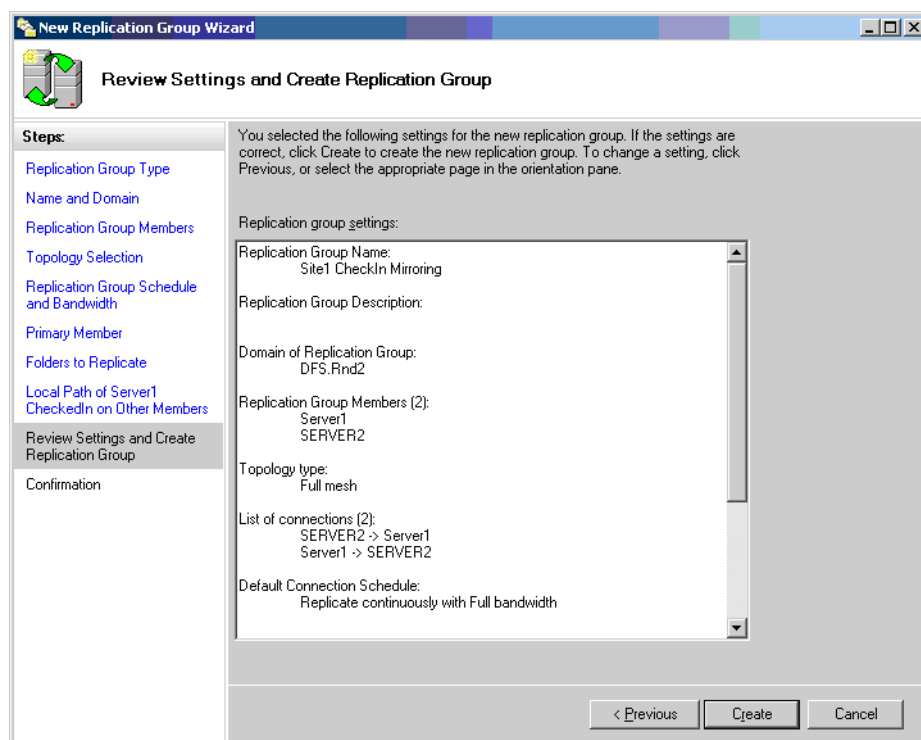 New Replication Group Wizard
Review Settings and Create Replication Group
Steps:
Replication Group Type
Name and Domain
Replication Group Members
Topology Selection
Replication Group Schedule
and Bandwidth
Primary Member
Folders to Replicate
Local Path of Server1
CheckedIn on Other Members
Review Settings and Create
Replication Group
Confirmation
You selected the following settings for the new replication group. If the settings are
correct, click Create to create the new replication group. To change a setting, click
Previous, or select the appropriate page in the orientation pane.
Replication group settings:
Replication Group Name:
Site1 CheckIn Mirroring
Replication Group Description:
Domain of Replication Group:
DFS.Rnd2
Replication Group Members (2):
Server1
SERVER2
Topology type:
Full mesh
List of connections (2):
SERVER2 -> Server1
Server1 -> SERVER2
Default Connection Schedule:
Replicate continuously with Full bandwidth
< Previous
Create
Cancel